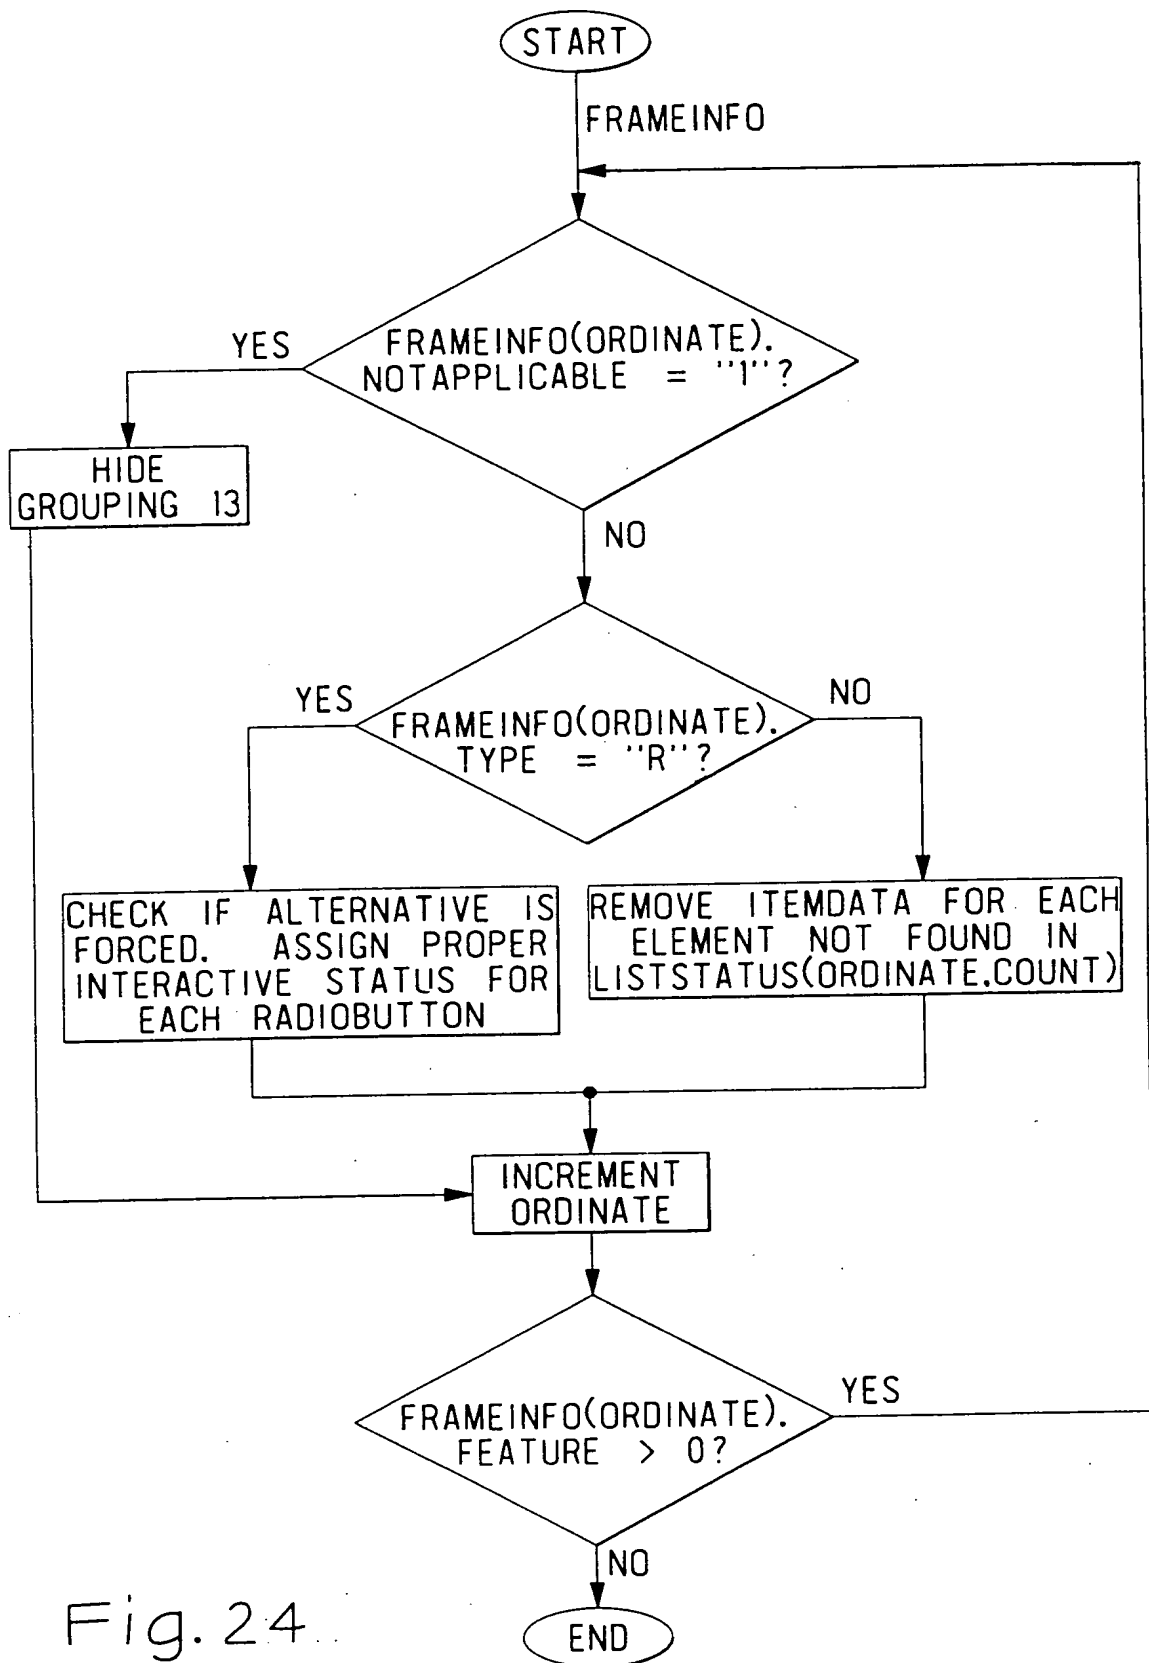 START
FRAMEINFO
YES
FRAMEINFO(ORDINATE).
NOTAPPLICABLE = "1"?
HIDE
GROUPING 13
NO
YES
NO
FRAMEINFO(ORDINATE).
TYPE = "R"?
CHECK IF ALTERNATIVE IS
FORCED. ASSIGN PROPER
INTERACTIVE STATUS FOR
EACH RADIOBUTTON
REMOVE ITEMDATA FOR EACH
ELEMENT NOT FOUND IN
LISTSTATUS(ORDINATE.COUNT)
INCREMENT
ORDINATE
YES
FRAMEINFO(ORDINATE).
FEATURE > 0?
NO
END
Fig. 24